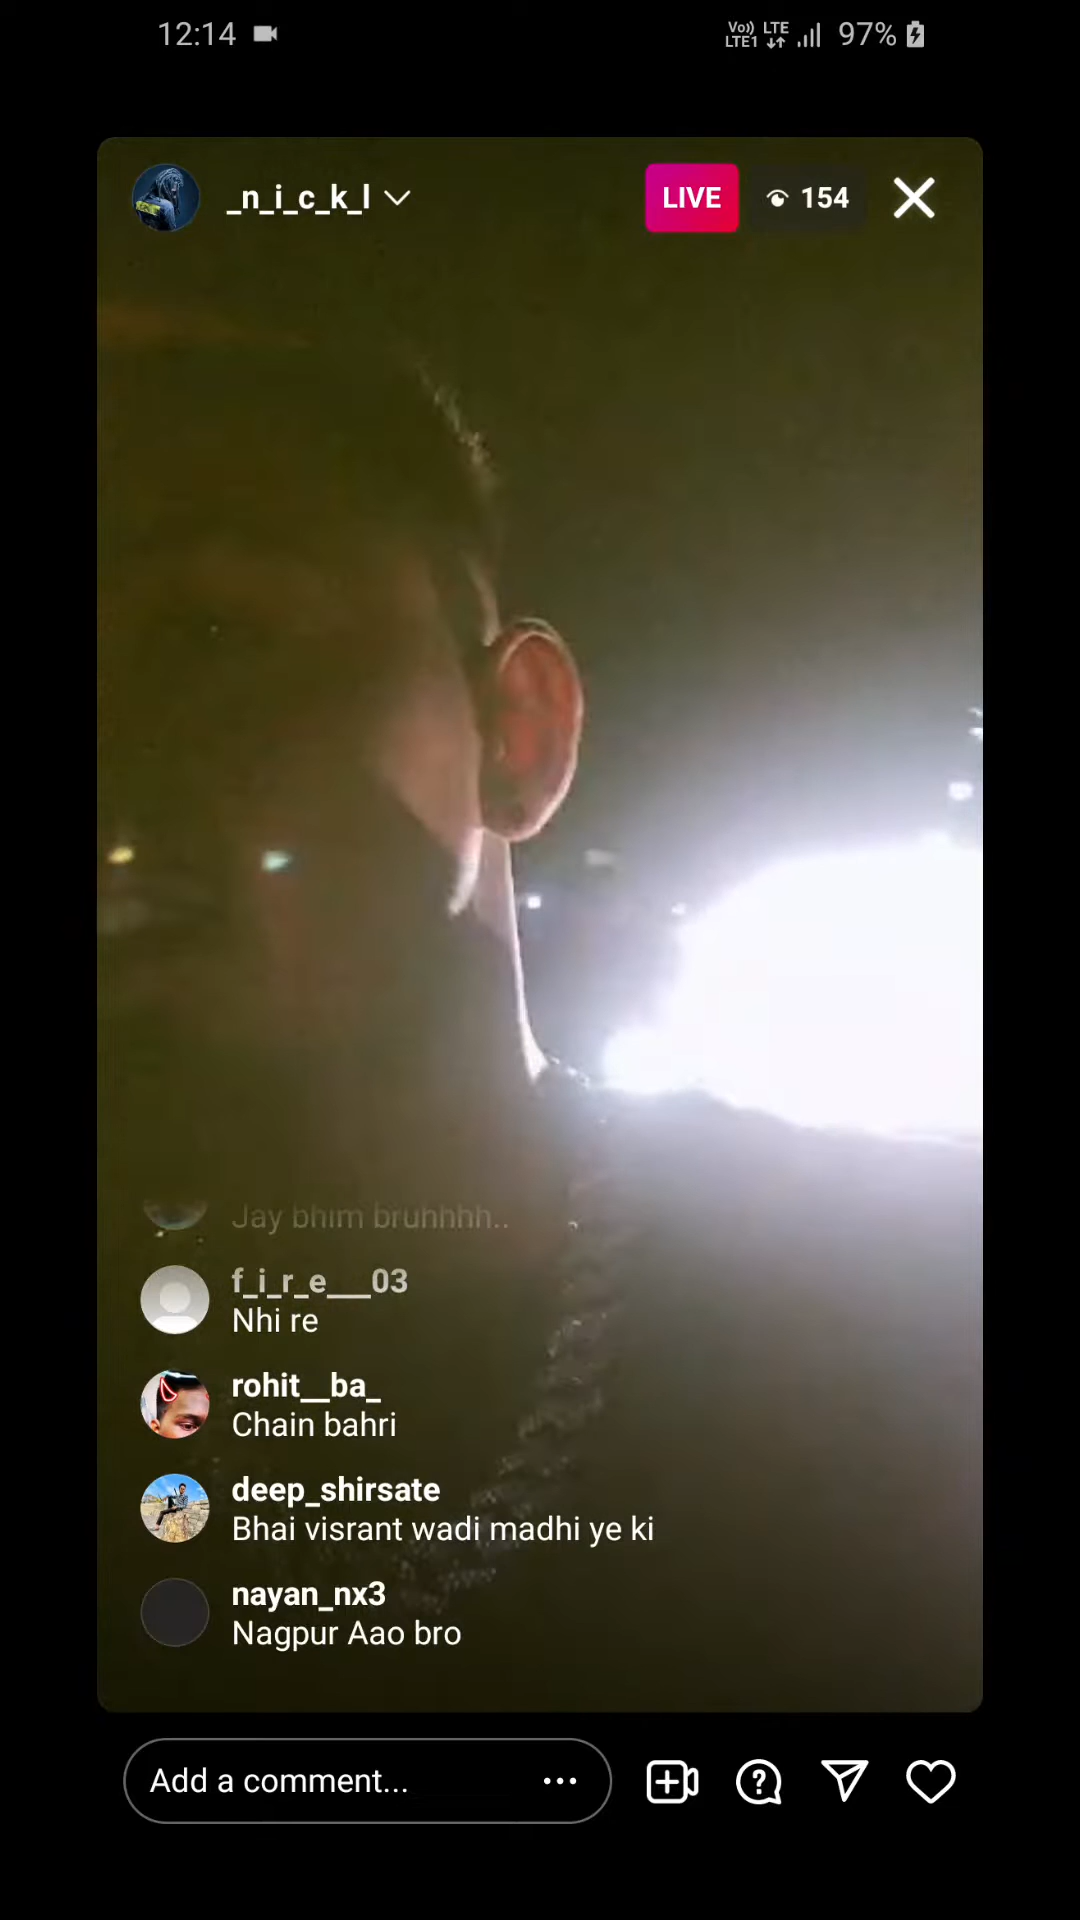 12:14
Vo)) LTE
LTE1
97%
_n_i_c_k_l
LIVE
154
Jay bhim bruhhhh..
f_i_r_e___03
Nhi re
rohit__ba_
Chain bahri
deep_shirsate
Bhai visrant wadi madhi ye ki
nayan_nx3
Nagpur Aao bro
Add a comment...